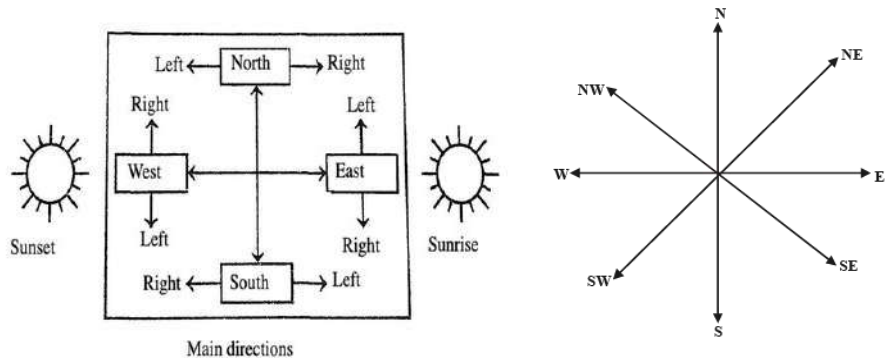 Left North Right
Right
Left
West
East
Left
Right
Sunset
Sunrise
Right South Left
Main directions
N
NE
NW
W
E
SW
SE
S